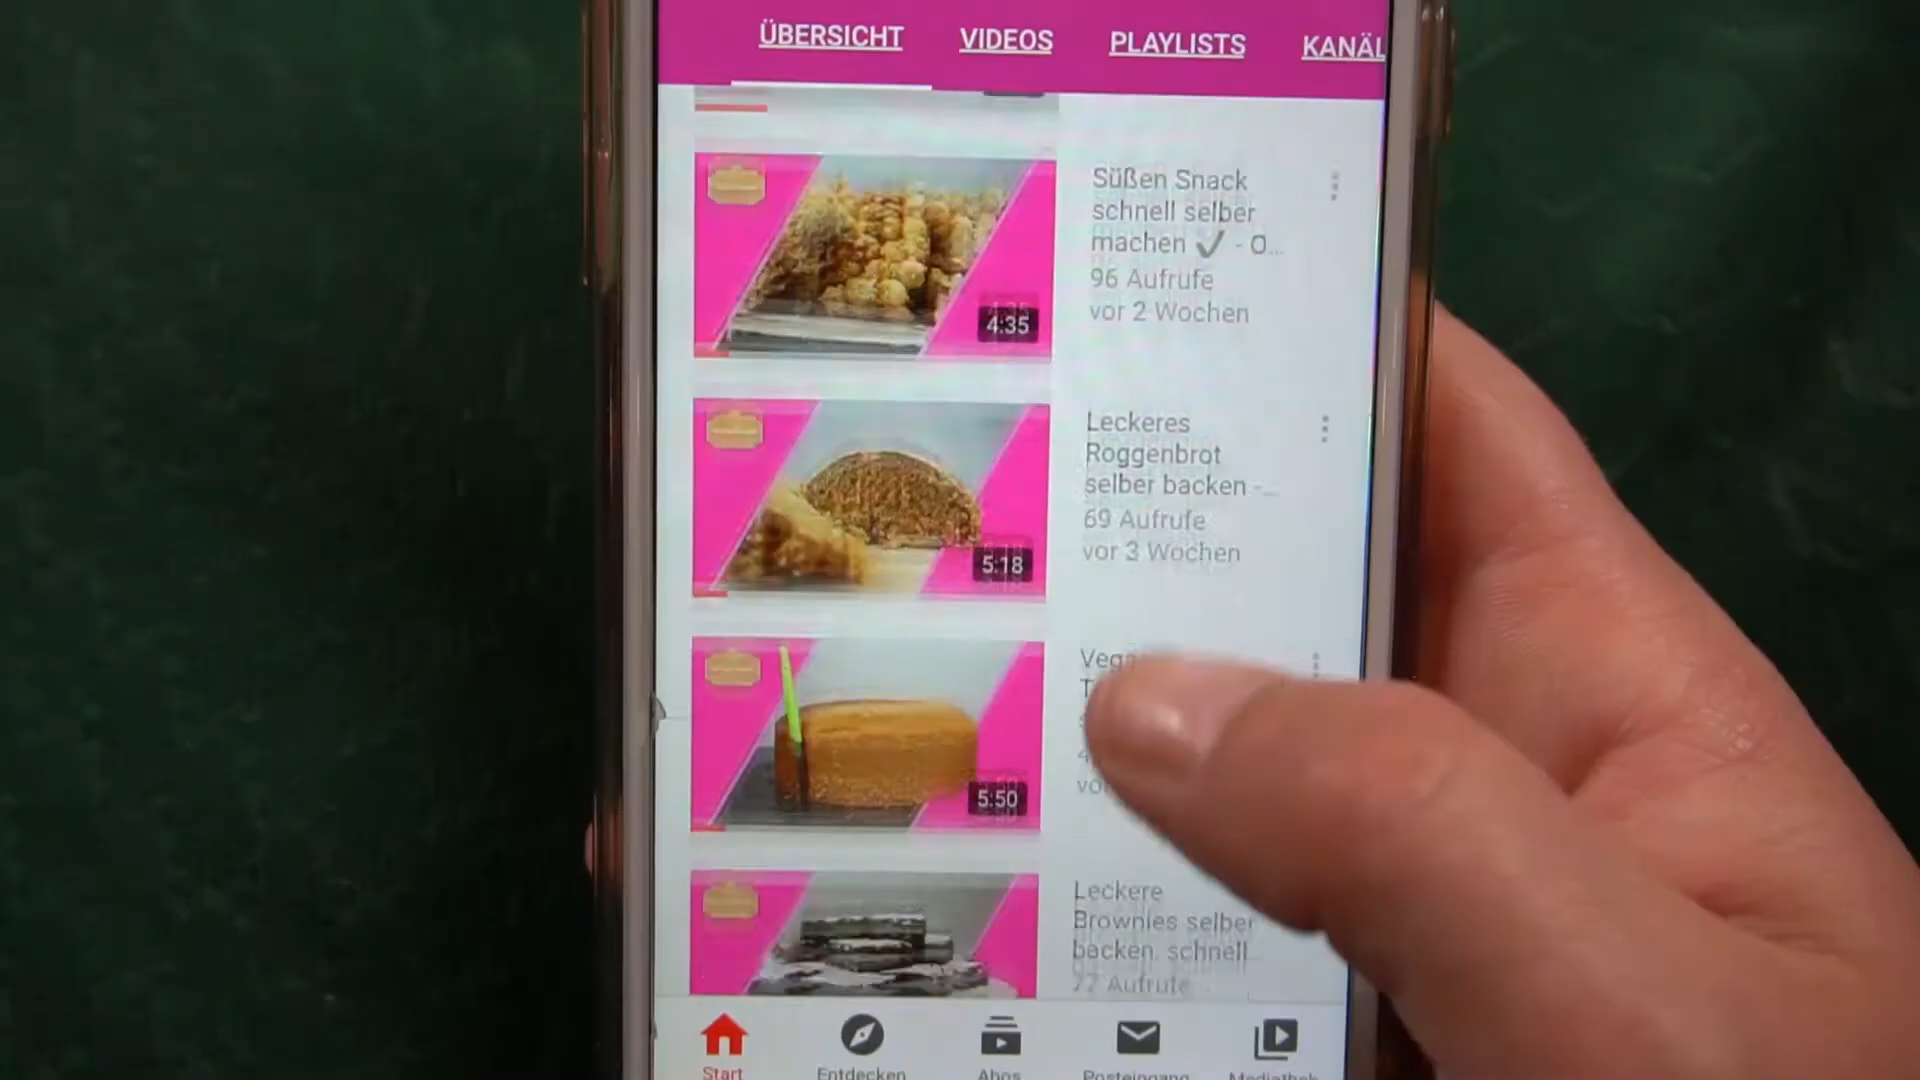 ÜBERSICHT VIDEOS PLAYLISTS KANÄL
Süßen Snack
schnell selber
machen ✓ - O...
96 Aufrufe
vor 2 Wochen
4:35
Leckeres
Roggenbrot
selber backen -...
69 Aufrufe
vor 3 Wochen
5:18
5:50
Leckere
Brownies selber
backen, schnell...
Aufrufe
Start Entdecken Abos Posteingang Mediathek